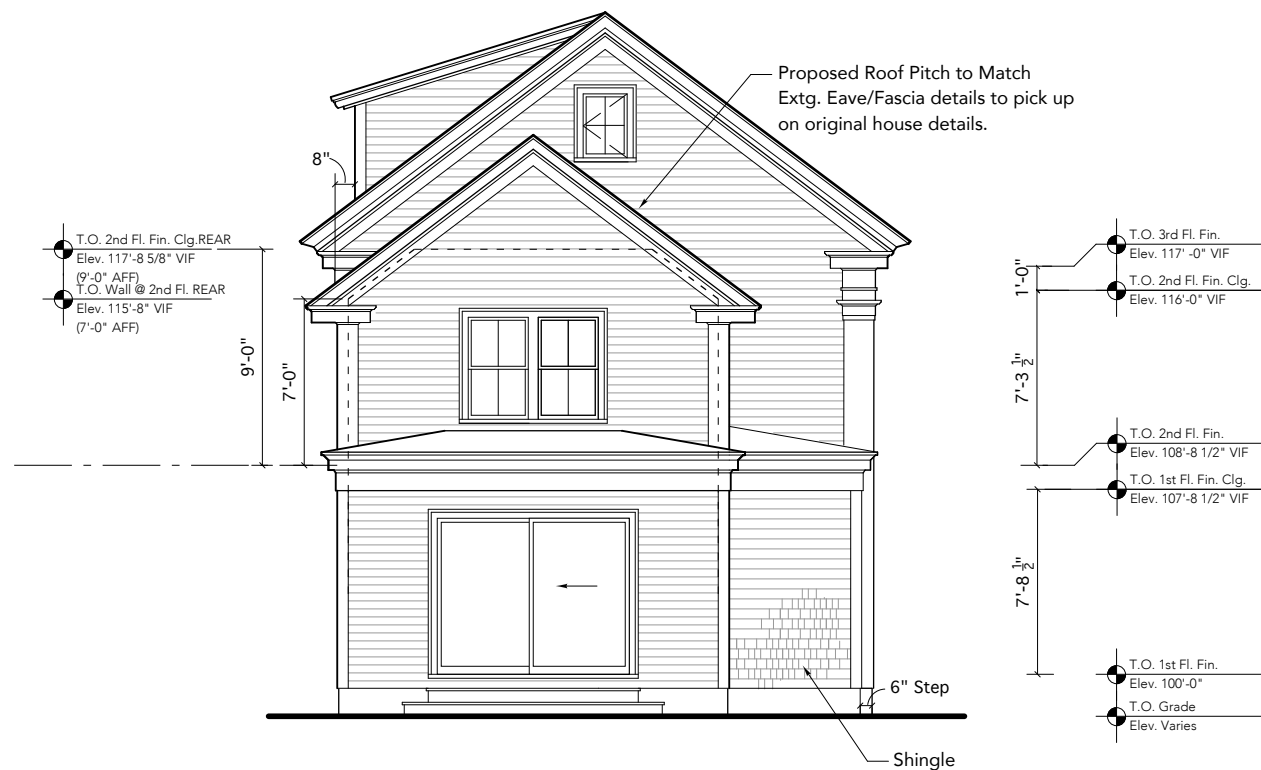 Proposed Roof Pitch to Match
Extg. Eave/Fascia details to pick up
on original house details.
8"
T.O. 2nd Fl. Fin. Clg.REAR
Elev. 117'-8 5/8" VIF
(9'-0" AFF)
T.O. Wall @ 2nd Fl. REAR
Elev. 115'-8" VIF
(7'-0" AFF)
9'-0"
7'-0"
T.O. 3rd Fl. Fin.
Elev. 117' -0" VIF
1'-0"
T.O. 2nd Fl. Fin. Clg.
Elev. 116'-0" VIF
7'-3 1/2"
T.O. 2nd Fl. Fin.
Elev. 108'-8 1/2" VIF
T.O. 1st Fl. Fin. Clg.
Elev. 107'-8 1/2" VIF
7'-8 1/2"
T.O. 1st Fl. Fin.
Elev. 100'-0"
T.O. Grade
Elev. Varies
6" Step
Shingle